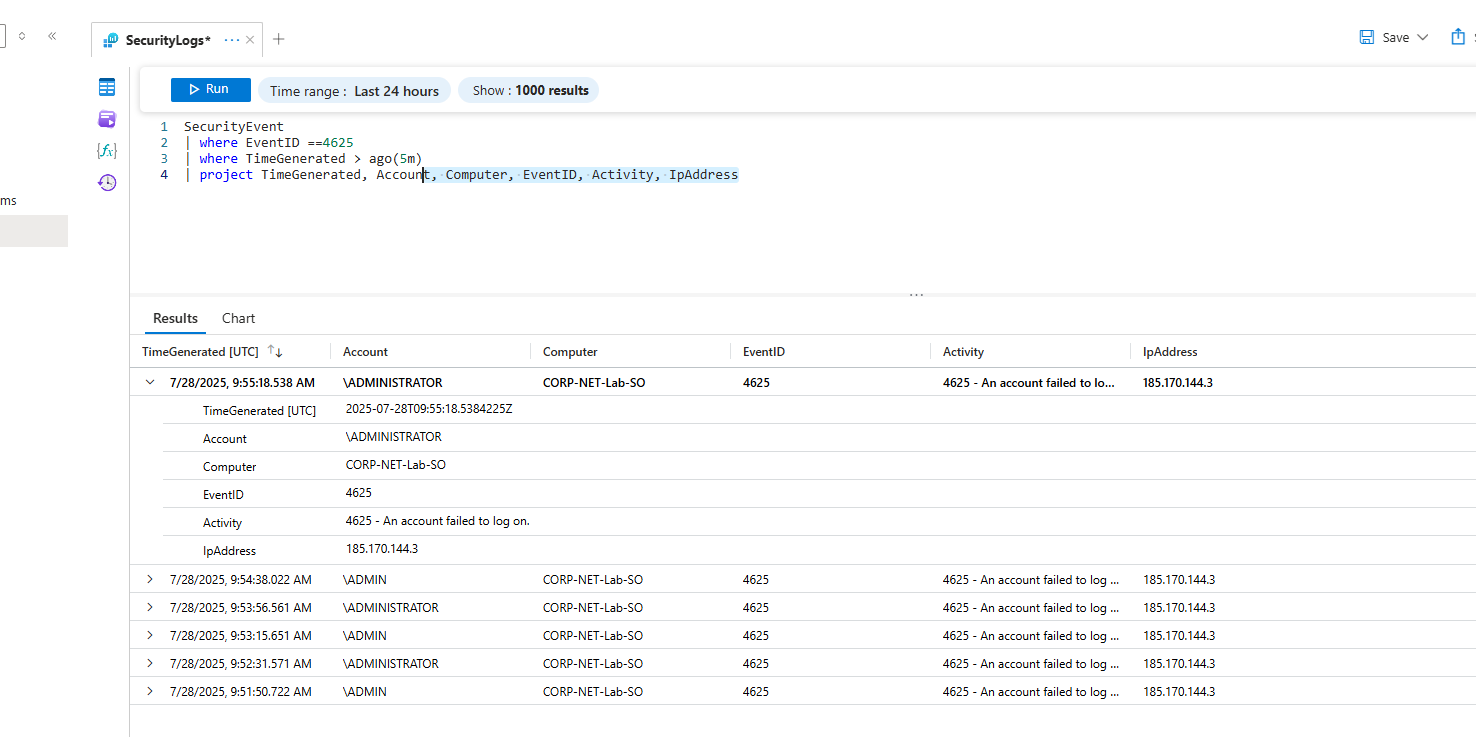 SecurityLogs* ··· ×
Save
Run Time range : Last 24 hours Show : 1000 results
1 SecurityEvent
2 | where EventID ==4625
3 | where TimeGenerated > ago(5m)
4 | project TimeGenerated, Account, Computer, EventID, Activity, IpAddress
ms
Results Chart
TimeGenerated [UTC] Account Computer EventID Activity IpAddress
7/28/2025, 9:55:18.538 AM \ADMINISTRATOR CORP-NET-Lab-SO 4625 4625 - An account failed to lo... 185.170.144.3
TimeGenerated [UTC] 2025-07-28T09:55:18.5384225Z
Account \ADMINISTRATOR
Computer CORP-NET-Lab-SO
EventID 4625
Activity 4625 - An account failed to log on.
IpAddress 185.170.144.3
7/28/2025, 9:54:38.022 AM \ADMIN CORP-NET-Lab-SO 4625 4625 - An account failed to log ... 185.170.144.3
7/28/2025, 9:53:56.561 AM \ADMINISTRATOR CORP-NET-Lab-SO 4625 4625 - An account failed to log ... 185.170.144.3
7/28/2025, 9:53:15.651 AM \ADMIN CORP-NET-Lab-SO 4625 4625 - An account failed to log ... 185.170.144.3
7/28/2025, 9:52:31.571 AM \ADMINISTRATOR CORP-NET-Lab-SO 4625 4625 - An account failed to log ... 185.170.144.3
7/28/2025, 9:51:50.722 AM \ADMIN CORP-NET-Lab-SO 4625 4625 - An account failed to log ... 185.170.144.3